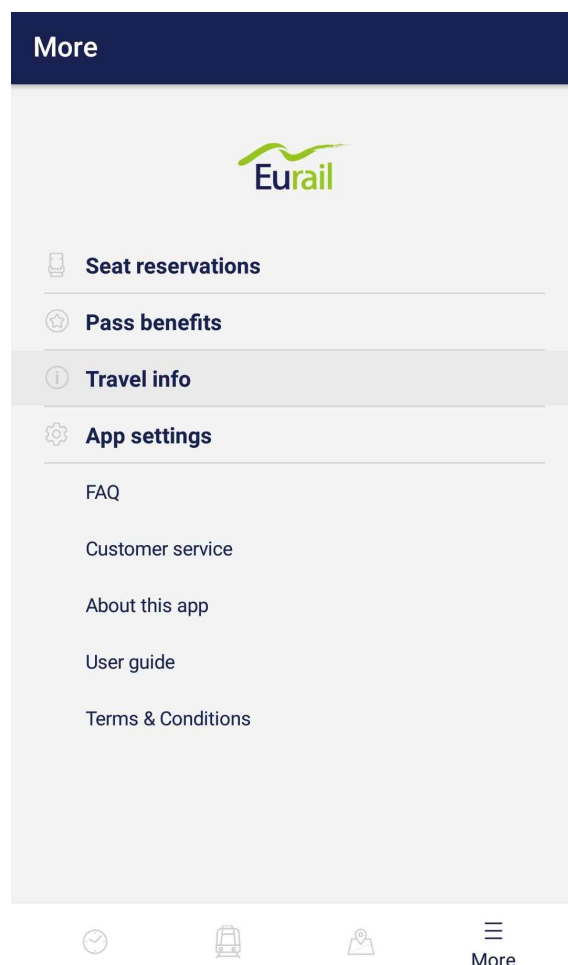 More
Eurail
Seat reservations
Pass benefits
Travel info
App settings
FAQ
Customer service
About this app
User guide
Terms & Conditions
More